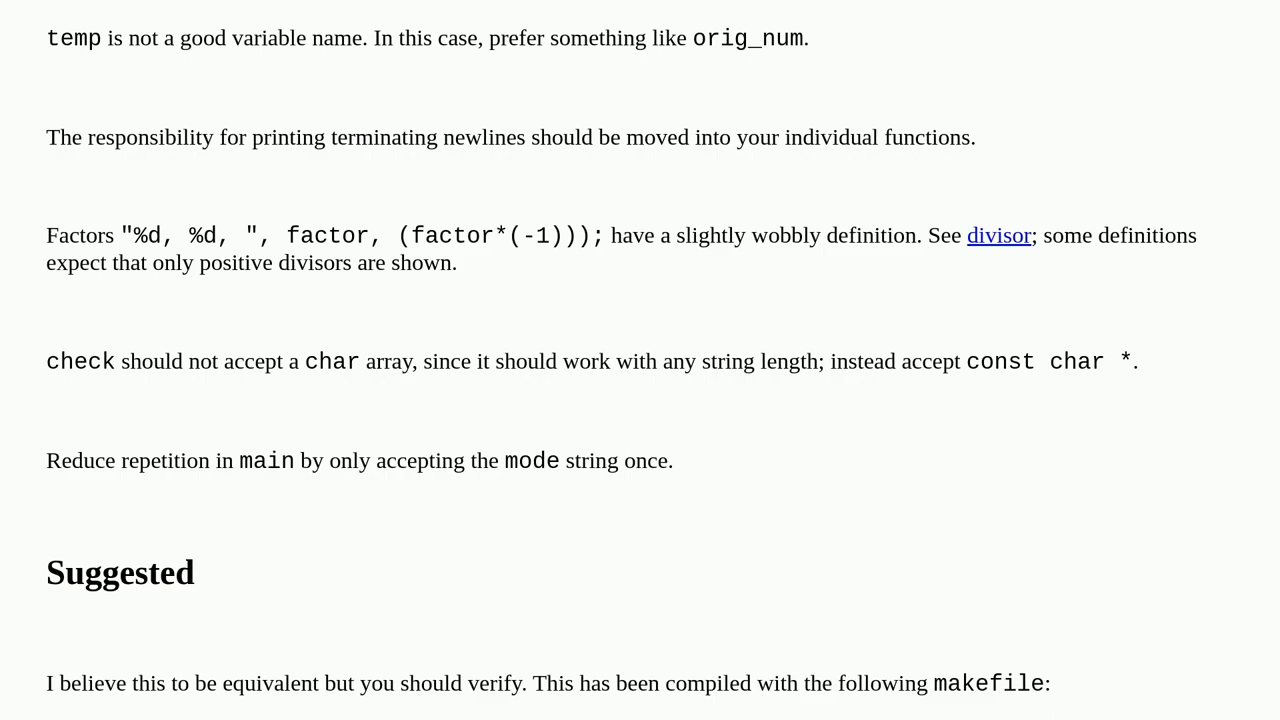 temp is not a good variable name. In this case, prefer something like orig_num.
The responsibility for printing terminating newlines should be moved into your individual functions.
Factors "%d, %d, ", factor, (factor*(-1))); have a slightly wobbly definition. See divisor; some definitions
expect that only positive divisors are shown.
check should not accept a char array, since it should work with any string length; instead accept const char *.
Reduce repetition in main by only accepting the mode string once.
Suggested
I believe this to be equivalent but you should verify. This has been compiled with the following makefile: